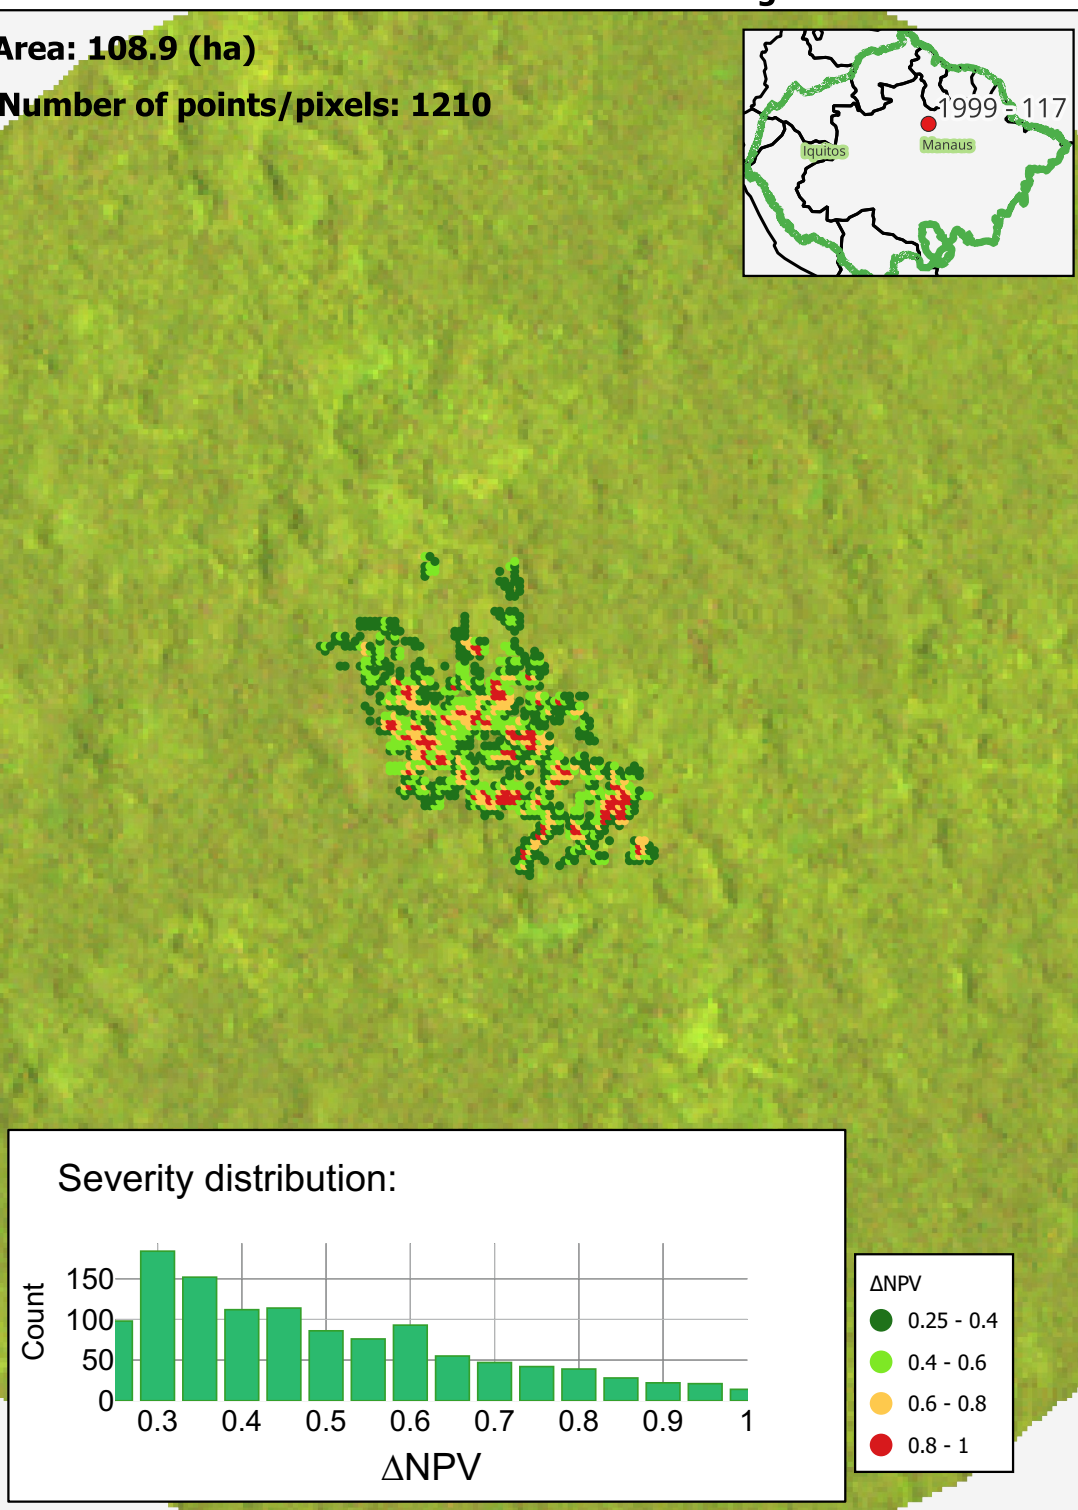 Area: 108.9 (ha)
Number of points/pixels: 1210
1999 - 117
Iquitos
Manaus
Severity distribution:
Count
150
100
50
0
0.3 0.4 0.5 0.6 0.7 0.8 0.9 1
ΔNPV
ΔNPV
0.25 - 0.4
0.4 - 0.6
0.6 - 0.8
0.8 - 1